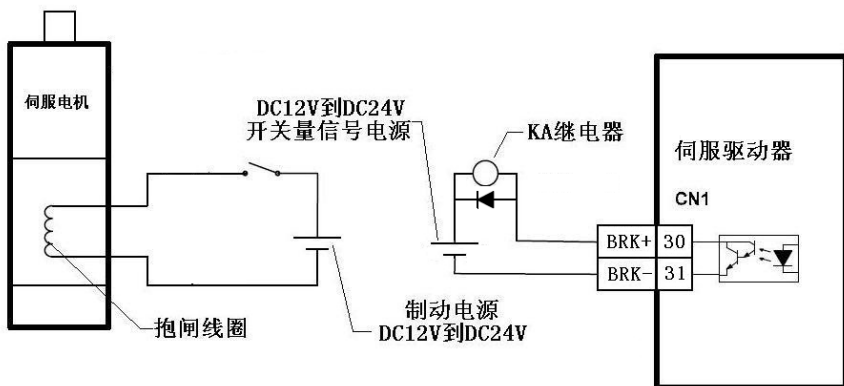 伺服电机
DC12V到DC24V
开关量信号电源
KA继电器
伺服驱动器
CN1
BRK+ 30
BRK- 31
抱闸线圈
制动电源
DC12V到DC24V